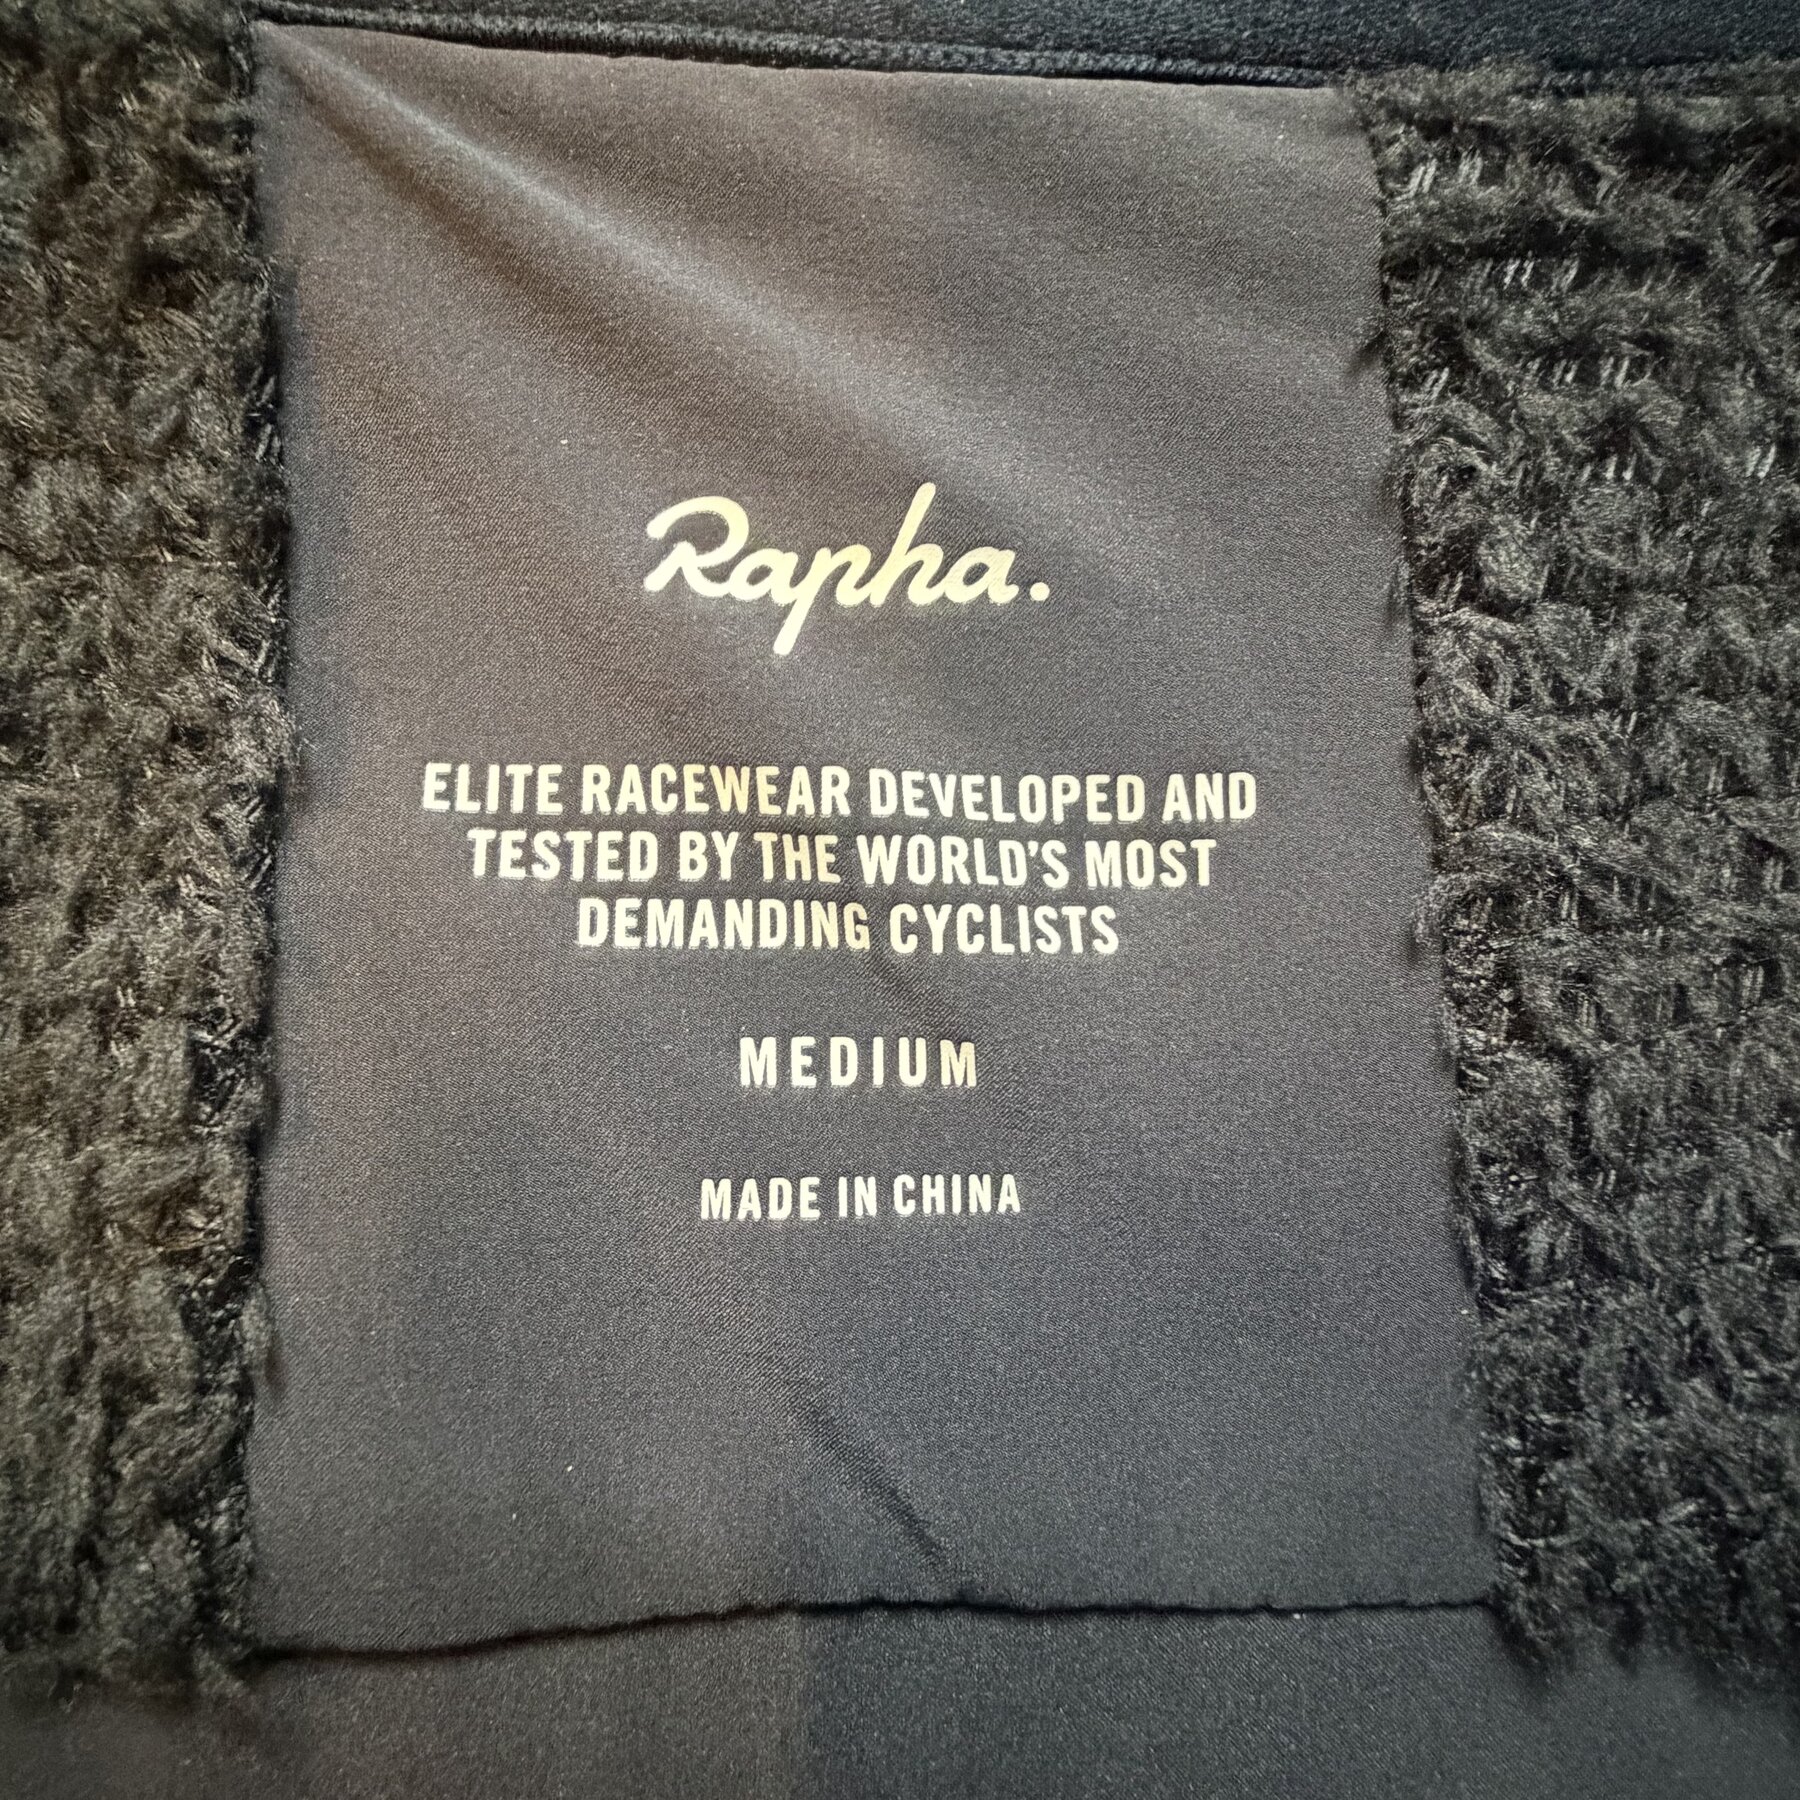 Rapha.
ELITE RACEWEAR DEVELOPED AND
TESTED BY THE WORLD'S MOST
DEMANDING CYCLISTS
MEDIUM
MADE IN CHINA